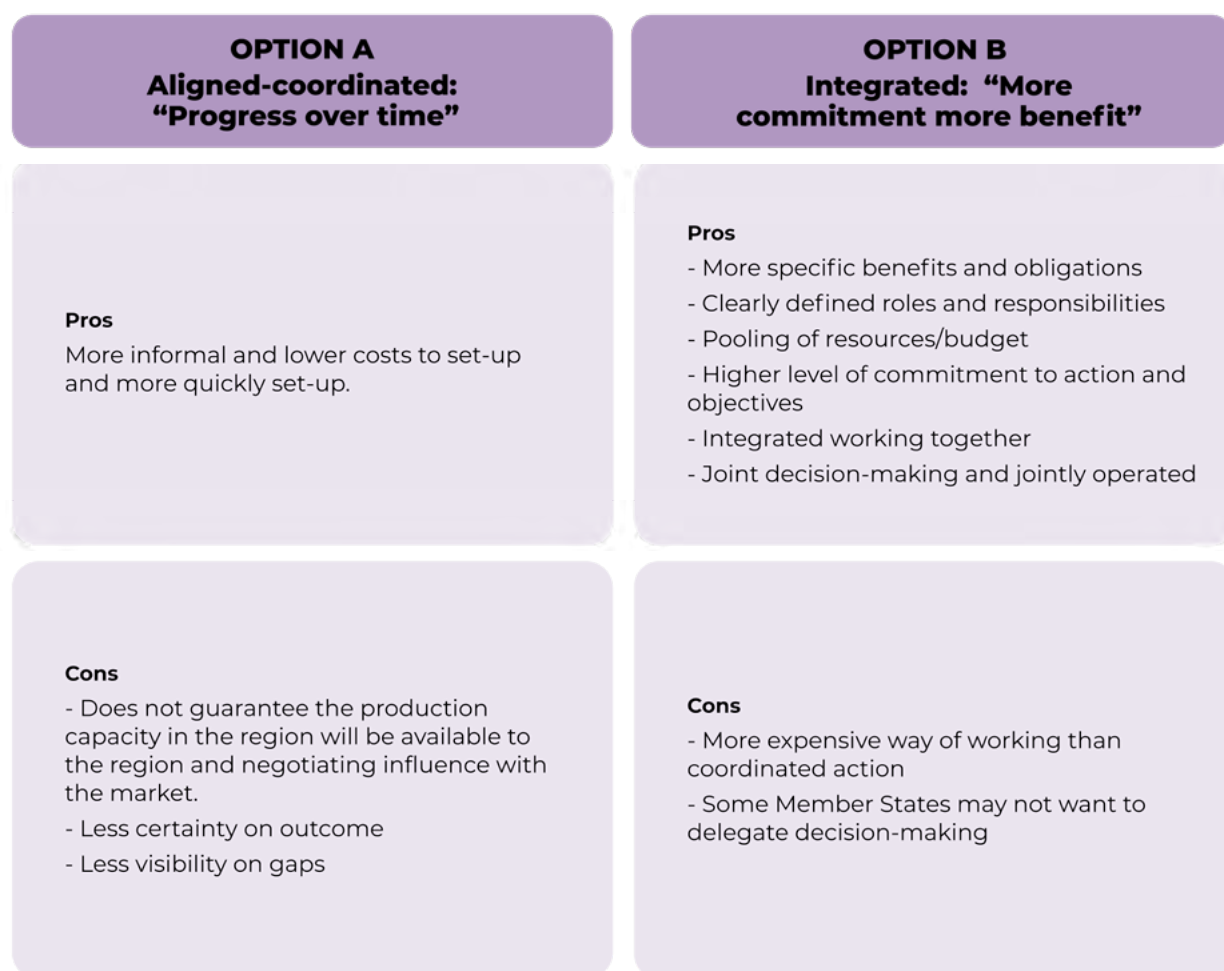 OPTION A
Aligned-coordinated:
“Progress over time”
OPTION B
Integrated:  “More
commitment more benefit”
Pros
More informal and lower costs to set-up
and more quickly set-up.
Pros
- More specific benefits and obligations
- Clearly defined roles and responsibilities
- Pooling of resources/budget
- Higher level of commitment to action and
objectives
- Integrated working together
- Joint decision-making and jointly operated
Cons
- Does not guarantee the production
capacity in the region will be available to
the region and negotiating influence with
the market.
- Less certainty on outcome
- Less visibility on gaps
Cons
- More expensive way of working than
coordinated action
- Some Member States may not want to
delegate decision-making